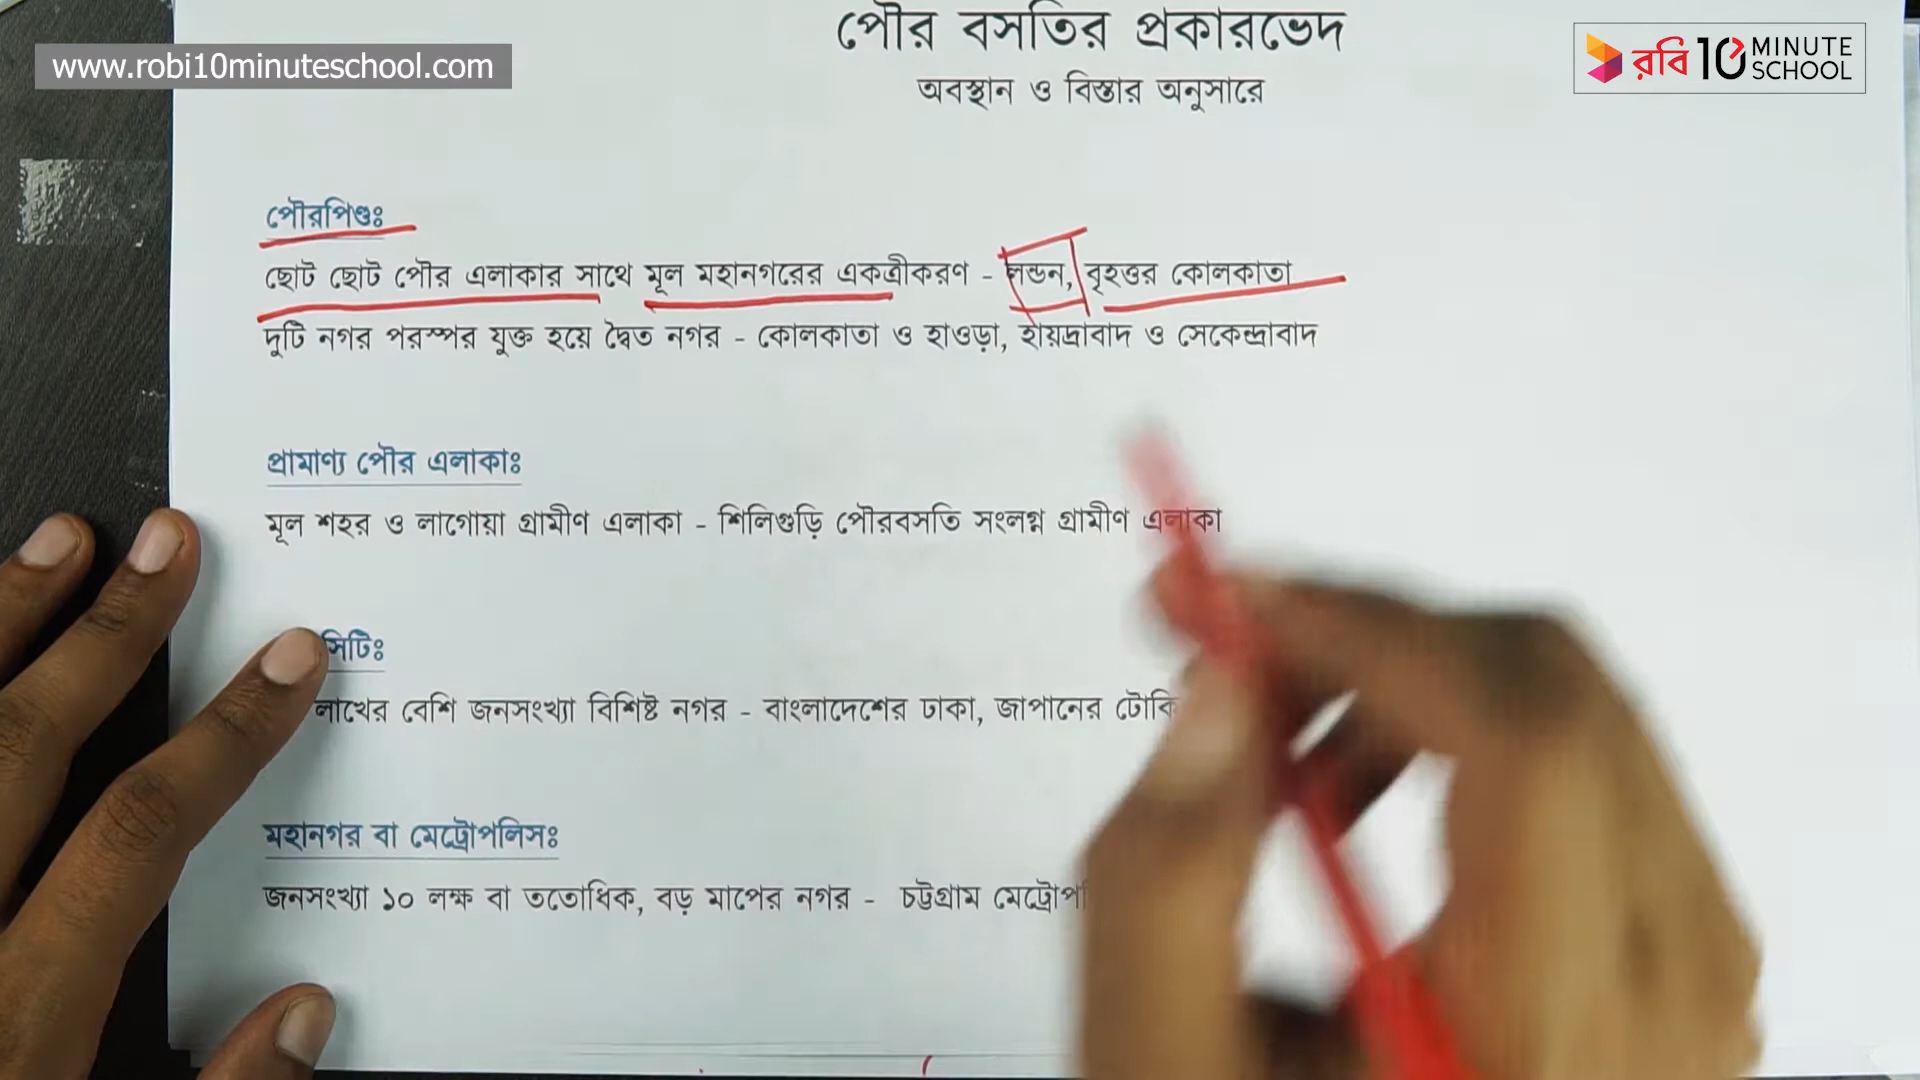 পৌর বসতির প্রকারভেদ
www.robi10minuteschool.com
রবি 10 MINUTE SCHOOL
অবস্থান ও বিস্তার অনুসারে
পৌরপিণ্ডঃ
ছোট ছোট পৌর এলাকার সাথে মূল মহানগরের একত্রীকরণ - লন্ডন, বৃহত্তর কোলকাতা
দুটি নগর পরস্পর যুক্ত হয়ে দ্বৈত নগর - কোলকাতা ও হাওড়া, হায়দ্রাবাদ ও সেকেন্দ্রাবাদ
প্রামাণ্য পৌর এলাকাঃ
মূল শহর ও লাগোয়া গ্রামীণ এলাকা - শিলিগুড়ি পৌরবসতি সংলগ্ন গ্রামীণ এলাকা
সিটিঃ
লাখের বেশি জনসংখ্যা বিশিষ্ট নগর - বাংলাদেশের ঢাকা, জাপানের
মহানগর বা মেট্রোপলিসঃ
জনসংখ্যা ১০ লক্ষ বা ততোধিক, বড় মাপের নগর - চট্টগ্রাম